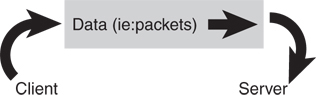 Data (ie:packets)
Client
Server